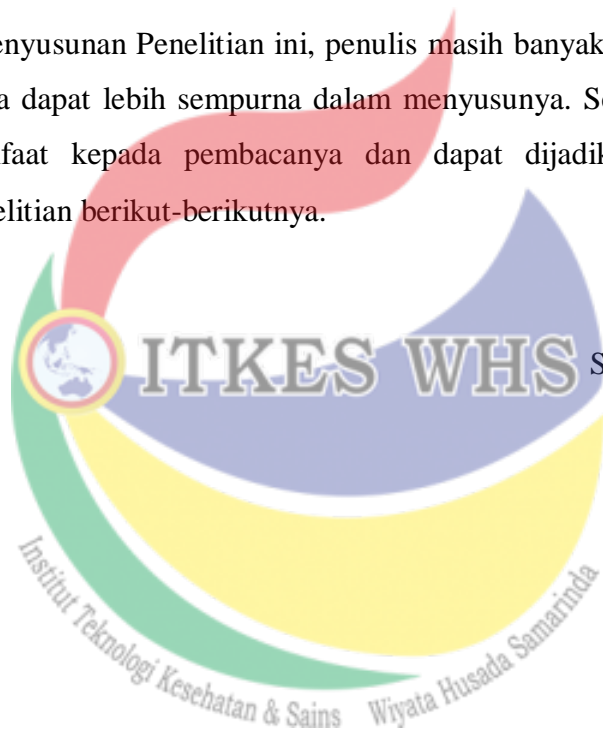 enyusunan Penelitian ini, penulis masih banyak
a dapat lebih sempurna dalam menyusunya. Se
faat kepada pembacanya dan dapat dijadik
elitian berikut-berikutnya.
ITKES WHS S
Institut Teknologi Kesehatan & Sains Wiyata Husada Samarinda